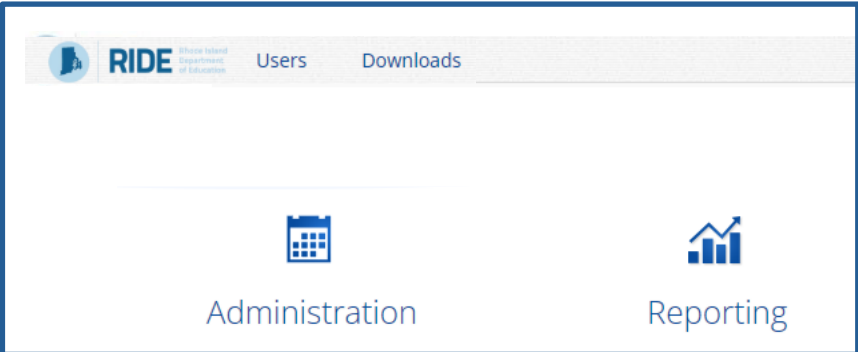 RIDE Rhode Island Department of Education Users Downloads
Administration Reporting